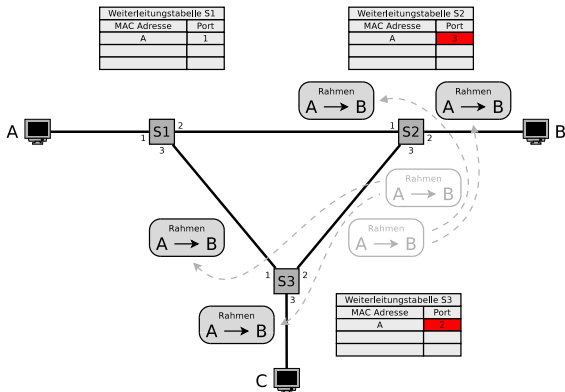 Weiterleitungstabelle S1
MAC Adresse Port
A 1
Weiterleitungstabelle S2
MAC Adresse Port
A 3
Rahmen
A → B
Rahmen
A → B
A
1 S1 2
3
1 S2 2
3
B
Rahmen
A → B
Rahmen
A → B
Rahmen
A → B
1 S3 2
3
Rahmen
A → B
Weiterleitungstabelle S3
MAC Adresse Port
A 2
C